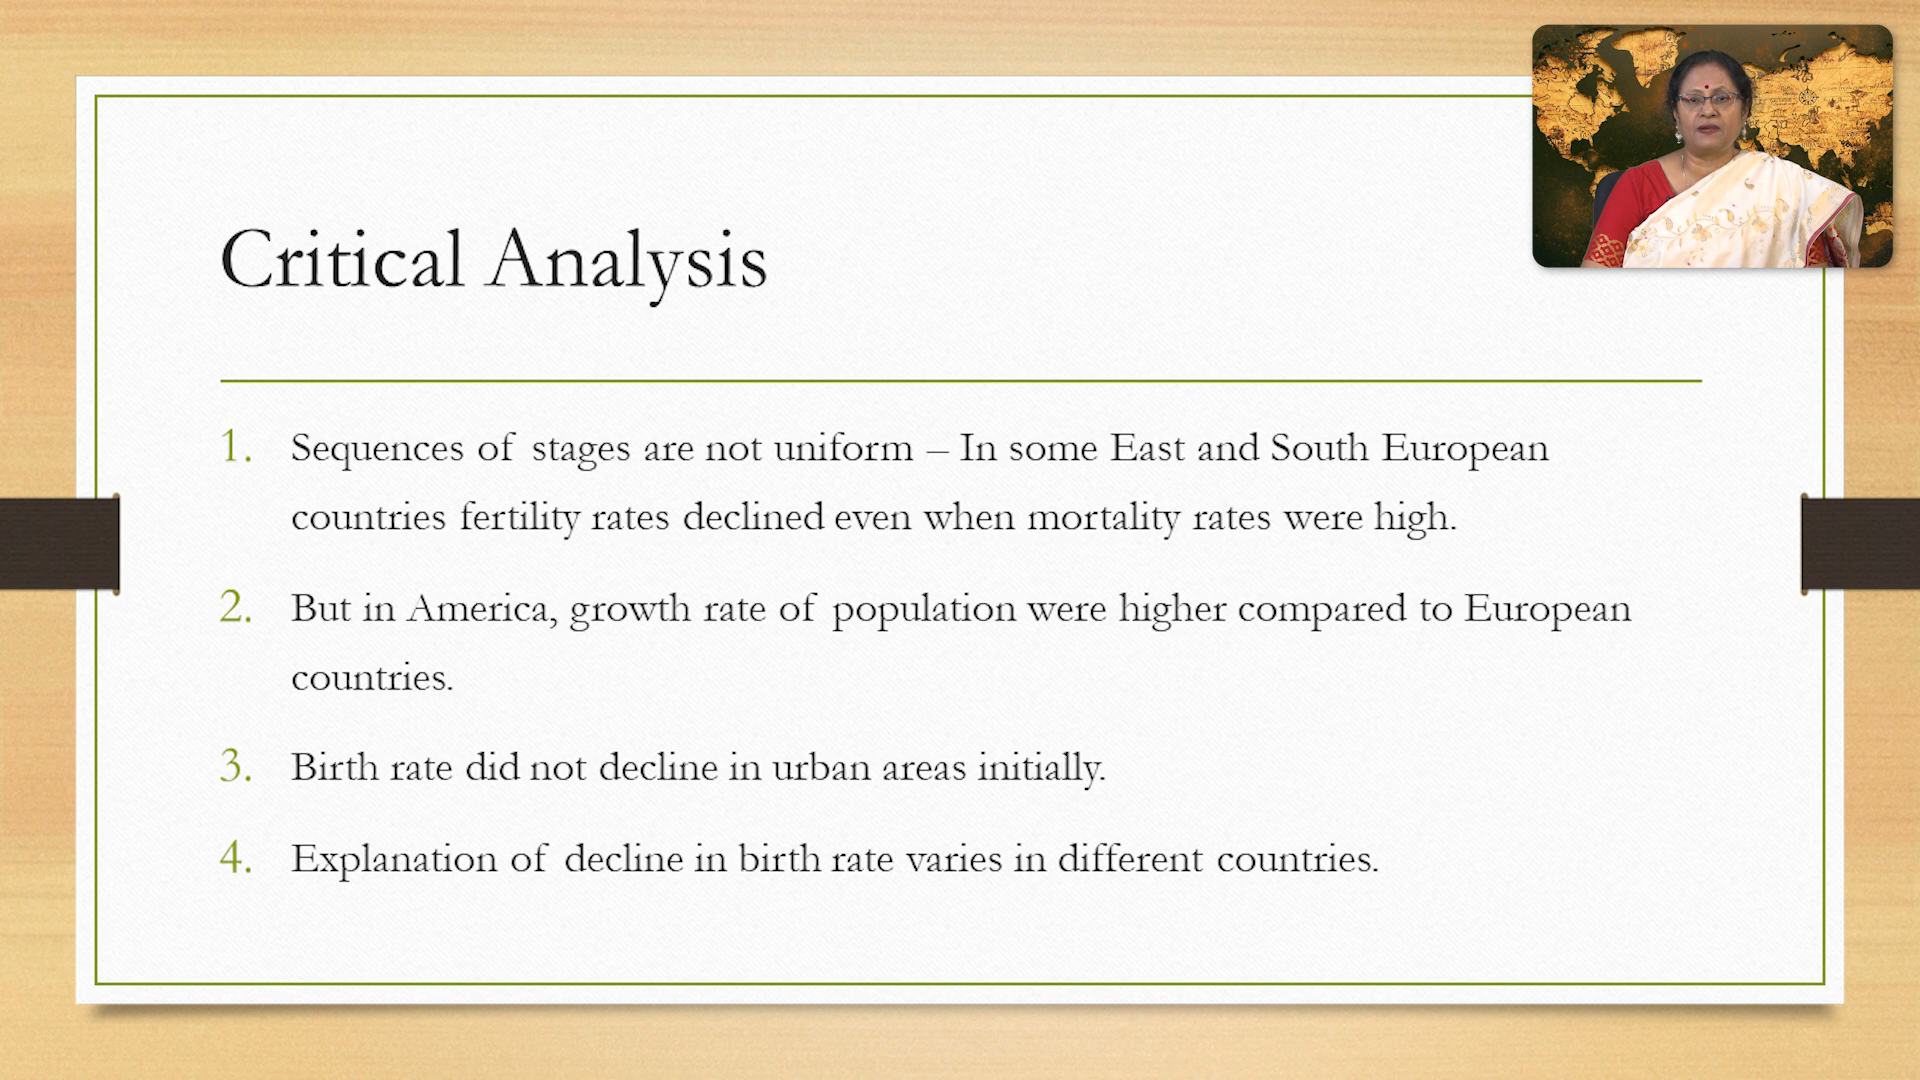 Critical Analysis
1. Sequences of stages are not uniform – In some East and South European
countries fertility rates declined even when mortality rates were high.
2. But in America, growth rate of population were higher compared to European
countries.
3. Birth rate did not decline in urban areas initially.
4. Explanation of decline in birth rate varies in different countries.